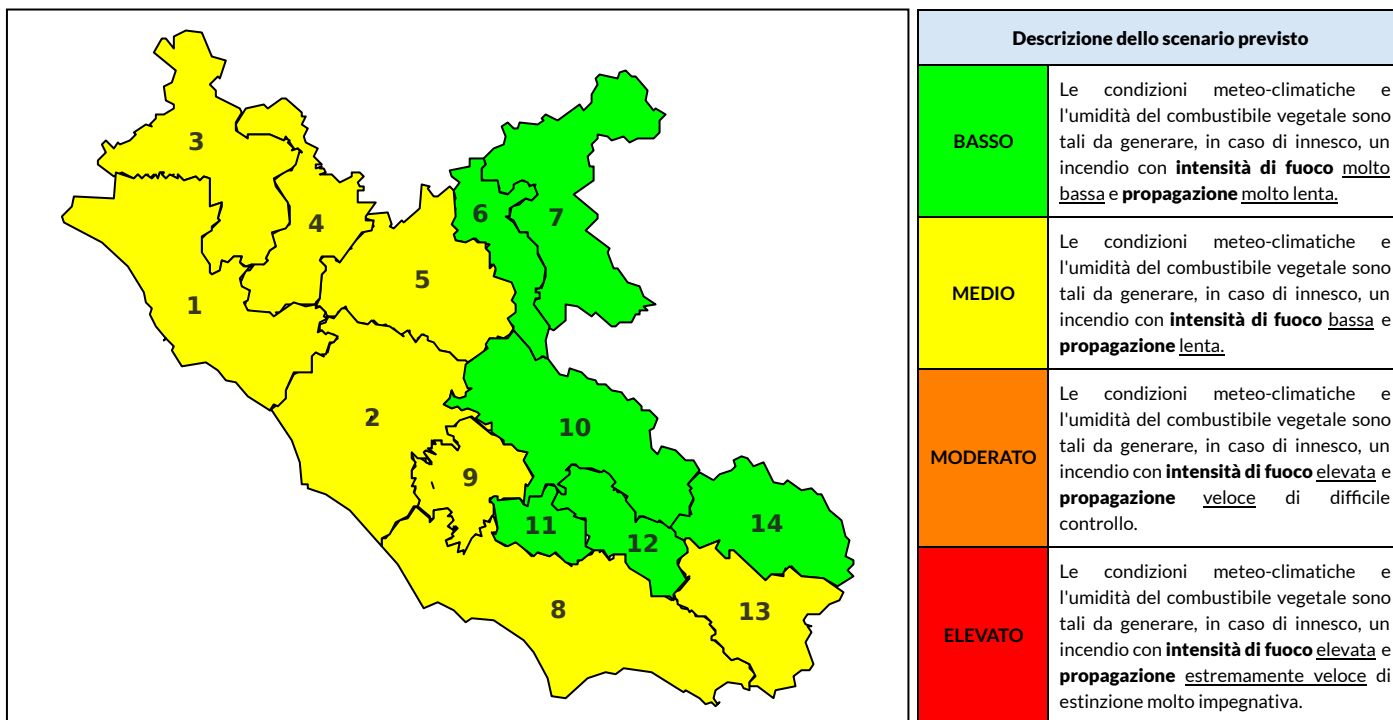 3
4
6
7
5
1
2
10
9
11
12
14
8
13
Descrizione dello scenario previsto
BASSO
Le condizioni meteo-climatiche e
l'umidità del combustibile vegetale sono
tali da generare, in caso di innesco, un
incendio con intensità di fuoco molto
bassa e propagazione molto lenta.
MEDIO
Le condizioni meteo-climatiche e
l'umidità del combustibile vegetale sono
tali da generare, in caso di innesco, un
incendio con intensità di fuoco bassa e
propagazione lenta.
MODERATO
Le condizioni meteo-climatiche e
l'umidità del combustibile vegetale sono
tali da generare, in caso di innesco, un
incendio con intensità di fuoco elevata e
propagazione veloce di difficile
controllo.
ELEVATO
Le condizioni meteo-climatiche e
l'umidità del combustibile vegetale sono
tali da generare, in caso di innesco, un
incendio con intensità di fuoco elevata e
propagazione estremamente veloce di
estinzione molto impegnativa.